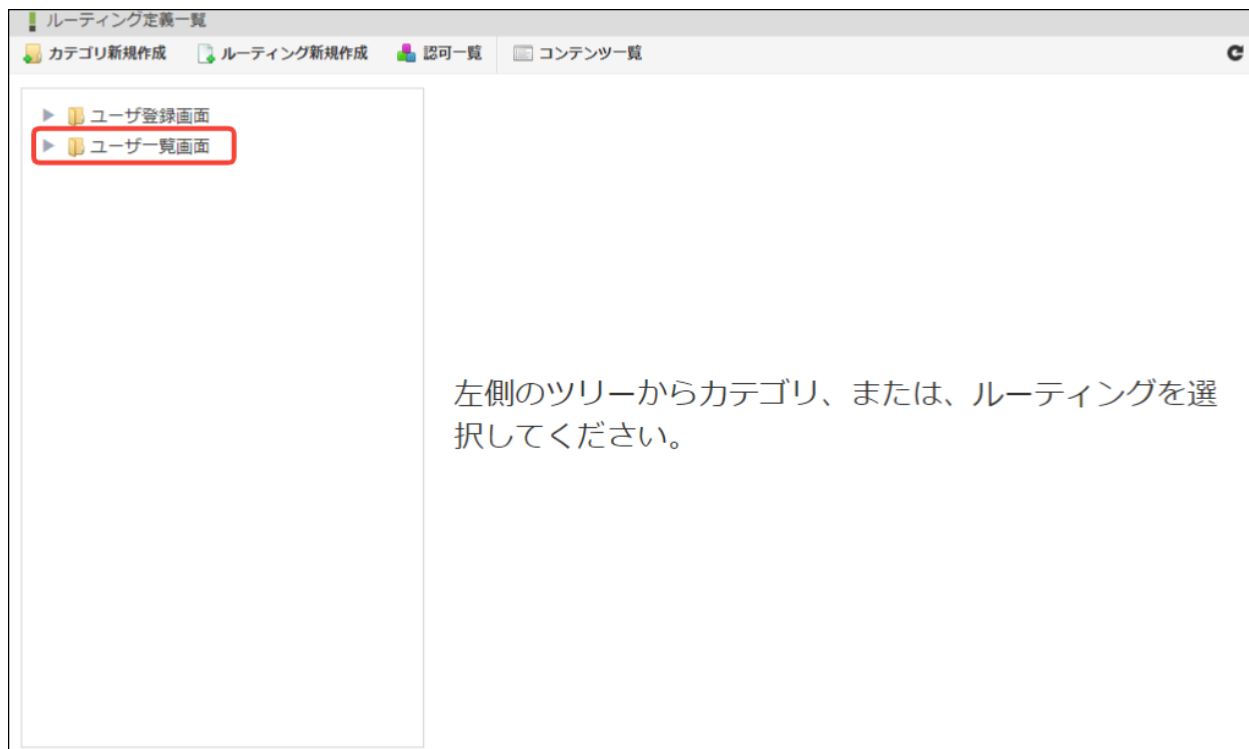 ルーティング定義一覧
カテゴリ新規作成 ルーティング新規作成 認可一覧 コンテンツ一覧
ユーザ登録画面
ユーザ一覧画面
左側のツリーからカテゴリ、または、ルーティングを選
択してください。